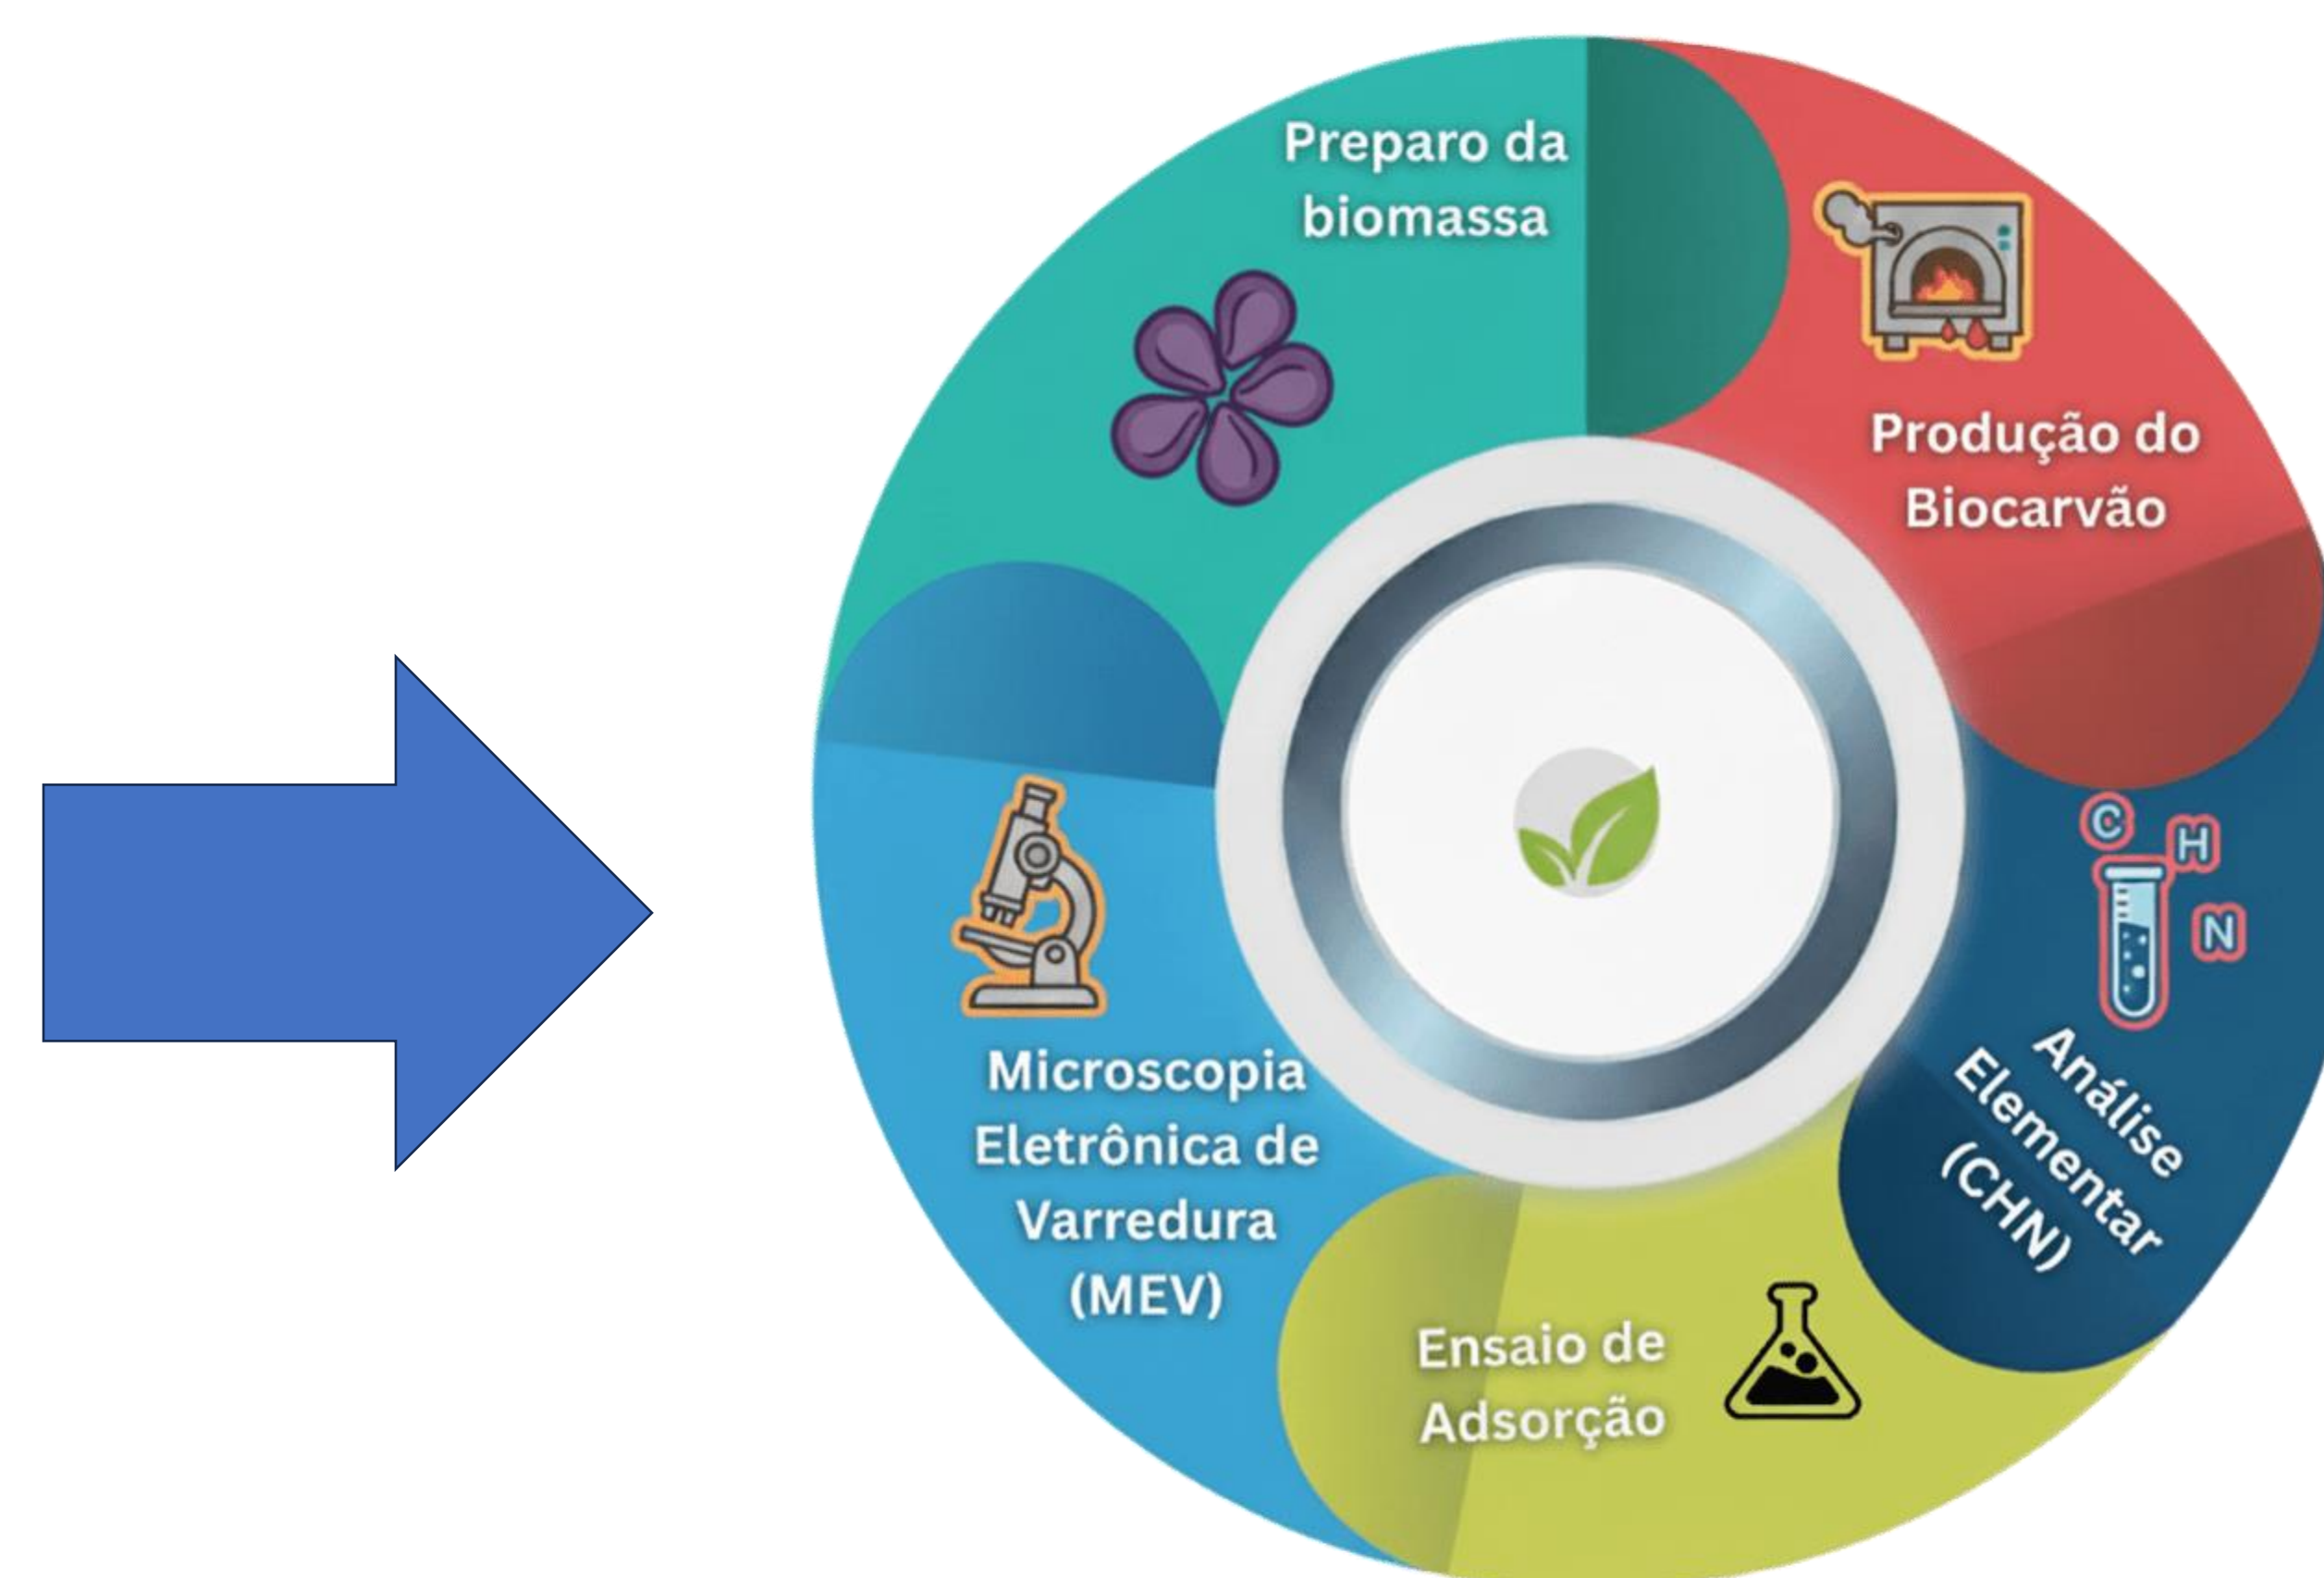 Preparo da
biomassa
Produção do
Biocarvão
C
H
N
Análise
Elementar
(CHN)
Ensaio de
Adsorção
Microscopia
Eletrônica de
Varredura
(MEV)